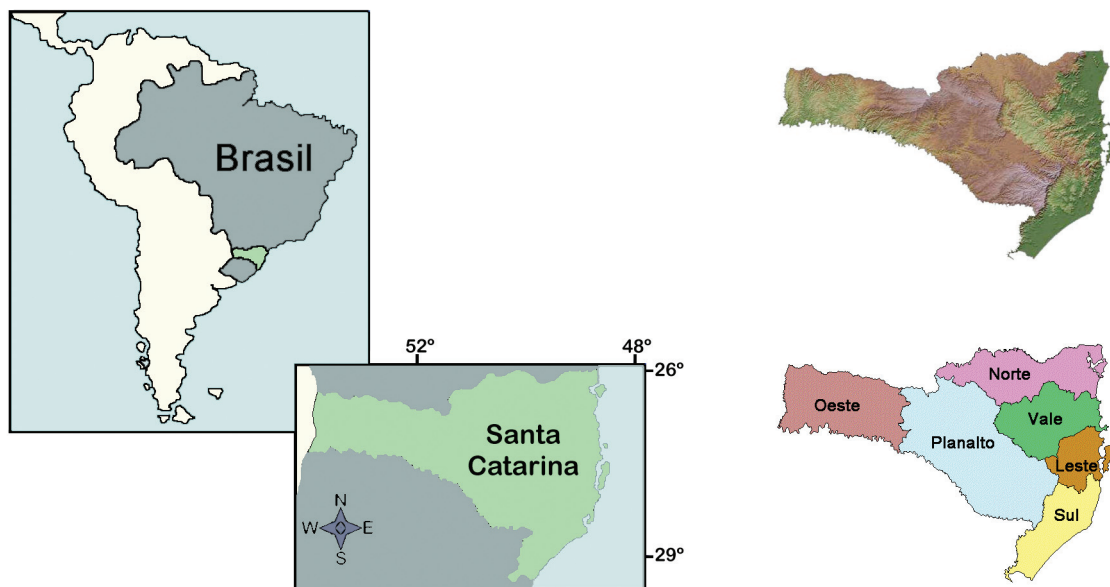 Brasil
52º
48º
26º
Santa
Catarina
N
W
E
S
29º
Norte
Oeste
Vale
Planalto
Leste
Sul